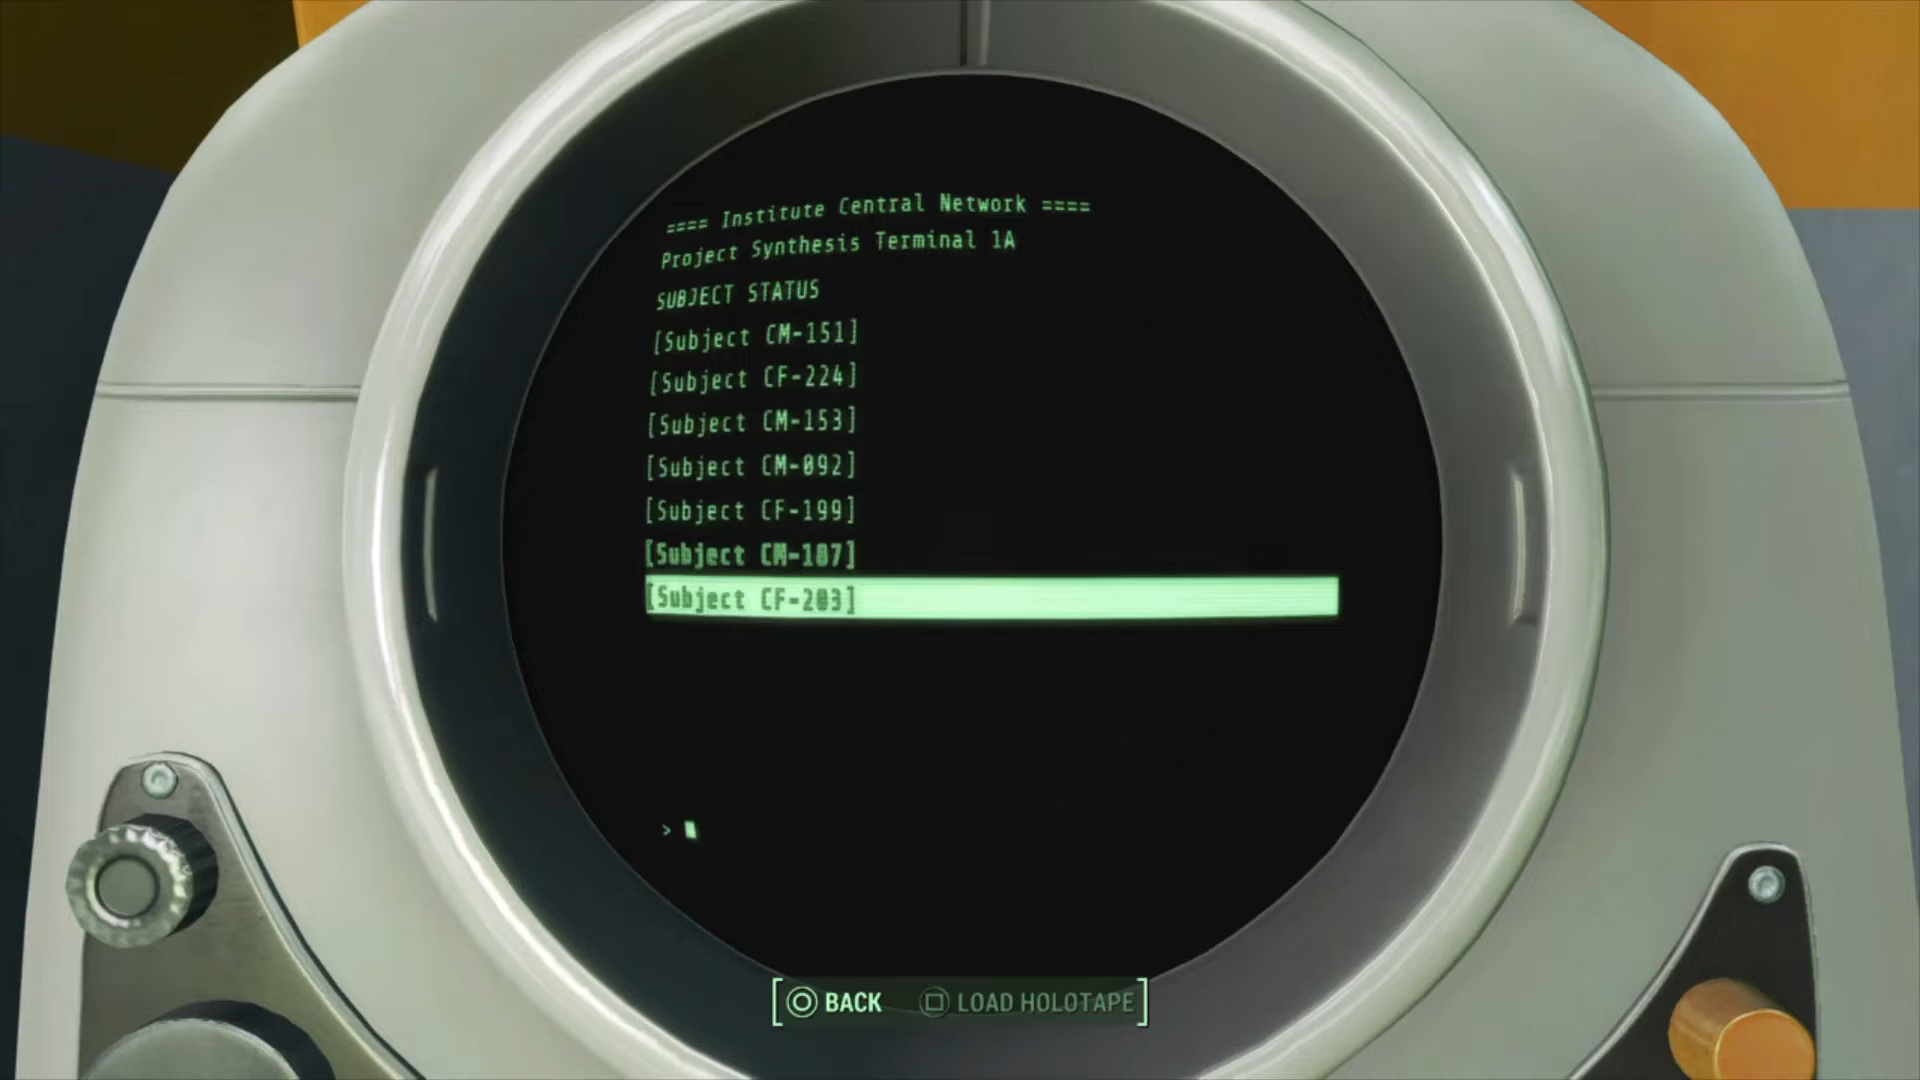 ==== Institute Central Network ====
Project Synthesis Terminal 1A
SUBJECT STATUS
[Subject CM-151]
[Subject CF-224]
[Subject CM-153]
[Subject CM-092]
[Subject CF-199]
[Subject CM-107]
[Subject CF-203]
>
[BACK LOAD HOLOTAPE]